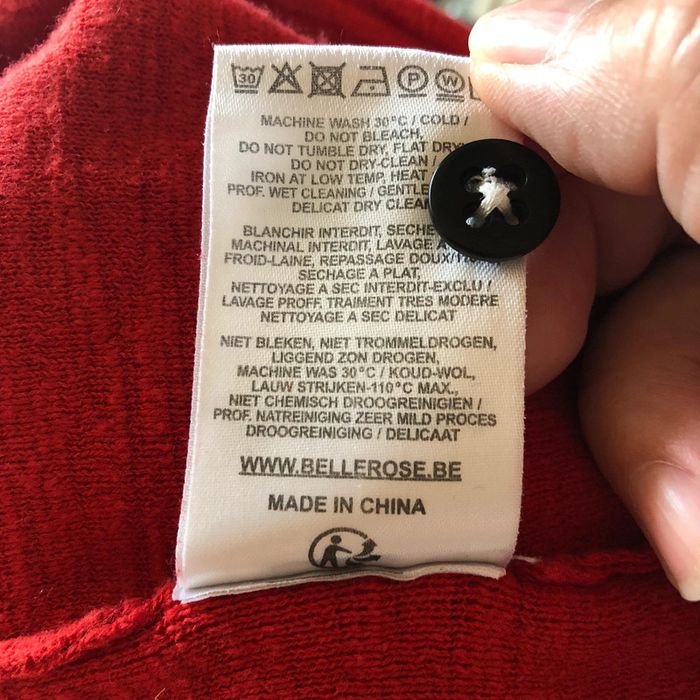 30 P W
MACHINE WASH 30°C / COLD /
DO NOT BLEACH,
DO NOT TUMBLE DRY, FLAT DRY
DO NOT DRY-CLEAN /
IRON AT LOW TEMP, HEAT
PROF. WET CLEANING / GENTLE
DELICAT DRY CLEAN
BLANCHIR INTERDIT, SECHE
MACHINAL INTERDIT, LAVAGE A
FROID-LAINE, REPASSAGE DOUX/
SECHAGE A PLAT,
NETTOYAGE A SEC INTERDIT-EXCLU /
LAVAGE PROFF. TRAIMENT TRES MODERE
NETTOYAGE A SEC DELICAT
NIET BLEKEN, NIET TROMMELDROGEN,
LIGGEND ZON DROGEN,
MACHINE WAS 30°C / KOUD-WOL,
LAUW STRIJKEN-110°C MAX.,
NIET CHEMISCH DROOGREINIGIEN /
PROF. NATREINIGING ZEER MILD PROCES
DROOGREINIGING / DELICAAT
WWW.BELLEROSE.BE
MADE IN CHINA